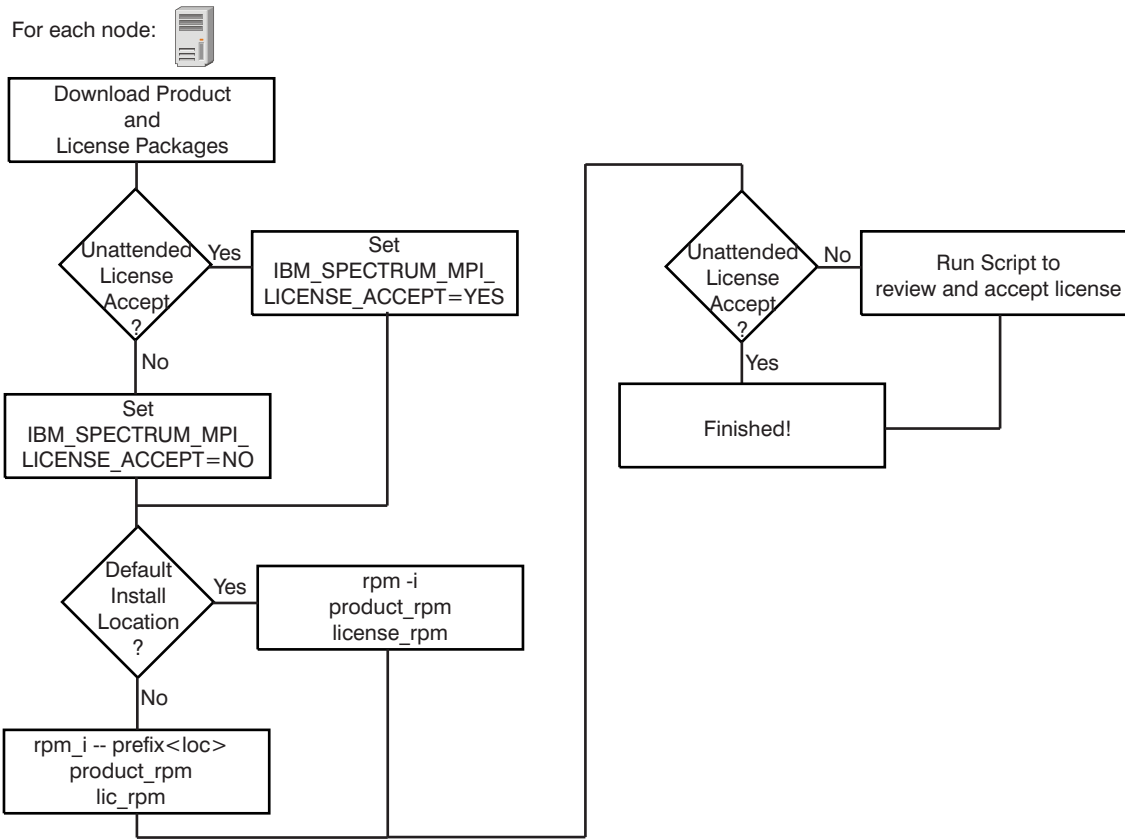 For each node:
Download Product
and
License Packages
Unattended
License
Accept
?
Yes
Set
IBM_SPECTRUM_MPI_
LICENSE_ACCEPT=YES
No
Set
IBM_SPECTRUM_MPI_
LICENSE_ACCEPT=NO
Default
Install
Location
?
Yes
rpm -i
product_rpm
license_rpm
No
rpm_i -- prefix<loc>
product_rpm
lic_rpm
Unattended
License
Accept
?
No
Run Script to
review and accept license
Yes
Finished!